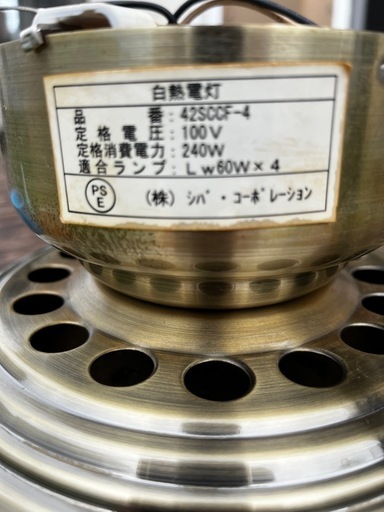 白熱電灯
品番:42SCCF-4
定格電圧:100V
定格消費電力:240W
適合ランプ:Lw60W×4
PSE (株)シバ・コーポレーション